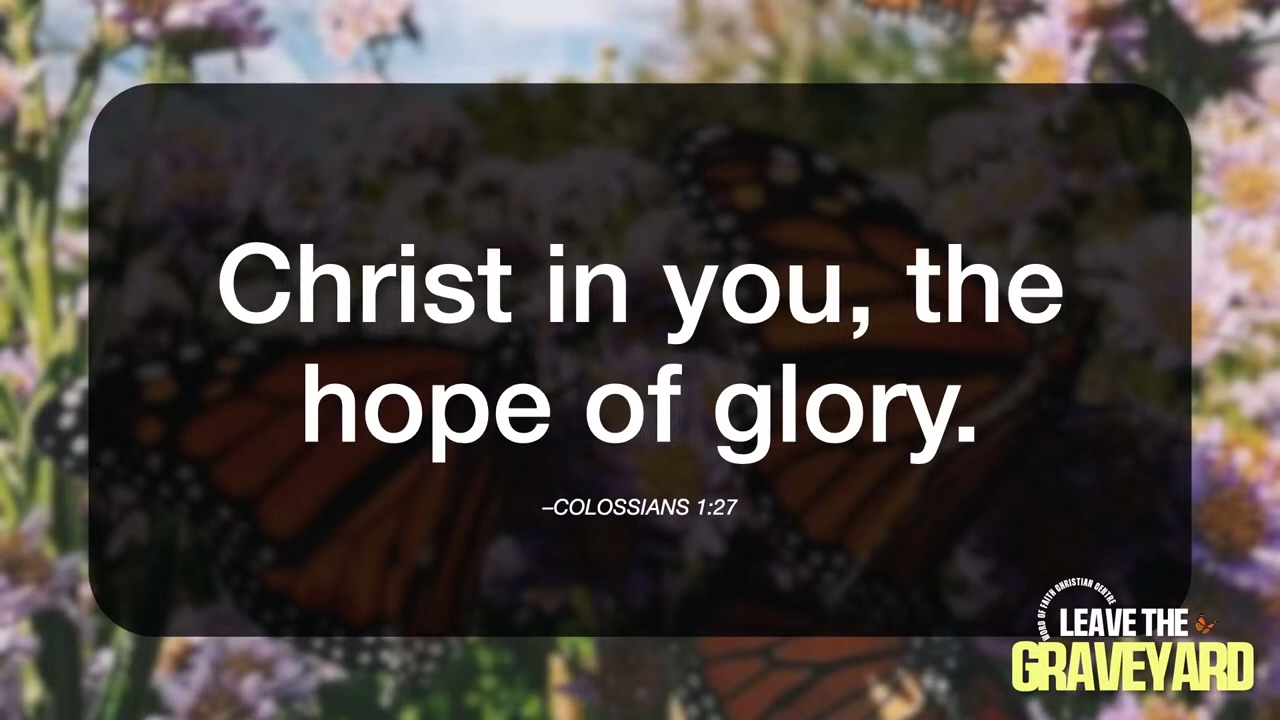 Christ in you, the
hope of glory.
–COLOSSIANS 1:27
WORD OF FAITH CHRISTIAN CENTRE
LEAVE THE
GRAVEYARD